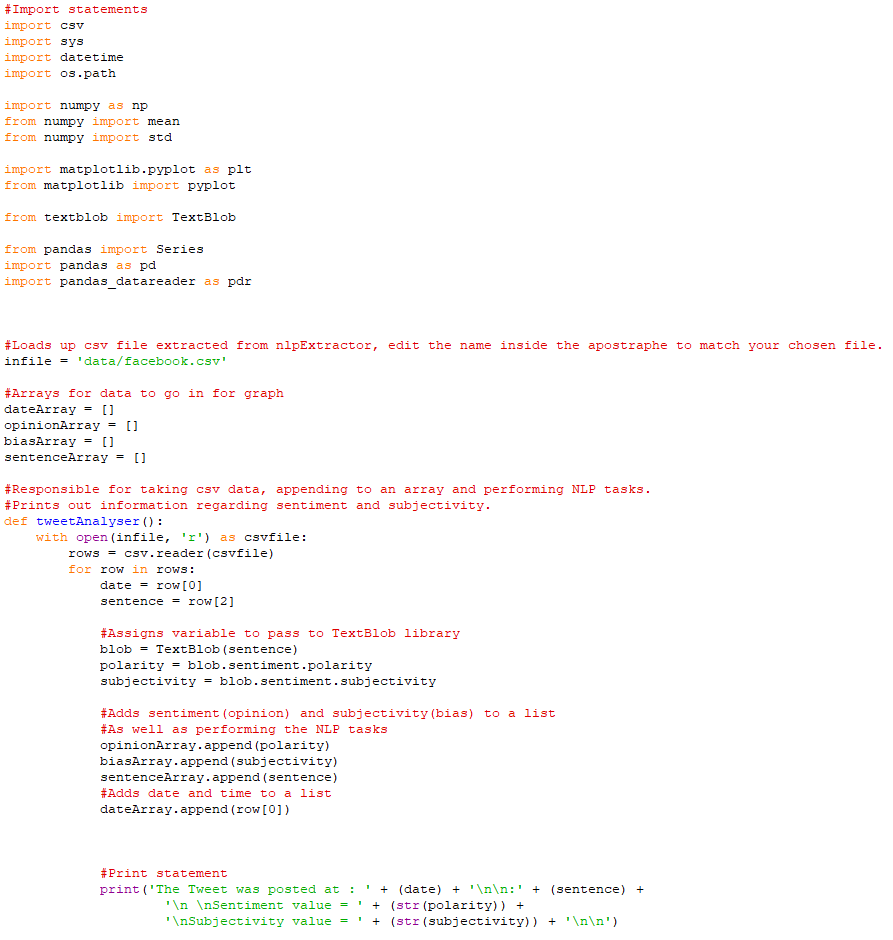 #Import statements
import csv
import sys
import datetime
import os.path

import numpy as np
from numpy import mean
from numpy import std

import matplotlib.pyplot as plt
from matplotlib import pyplot

from textblob import TextBlob

from pandas import Series
import pandas as pd
import pandas_datareader as pdr

#Loads up csv file extracted from nlpExtractor, edit the name inside the apostraphe to match your chosen file.
infile = 'data/facebook.csv'

#Arrays for data to go in for graph
dateArray = []
opinionArray = []
biasArray = []
sentenceArray = []

#Responsible for taking csv data, appending to an array and performing NLP tasks.
#Prints out information regarding sentiment and subjectivity.
def tweetAnalyser():
    with open(infile, 'r') as csvfile:
        rows = csv.reader(csvfile)
        for row in rows:
            date = row[0]
            sentence = row[2]

            #Assigns variable to pass to TextBlob library
            blob = TextBlob(sentence)
            polarity = blob.sentiment.polarity
            subjectivity = blob.sentiment.subjectivity

            #Adds sentiment(opinion) and subjectivity(bias) to a list
            #As well as performing the NLP tasks
            opinionArray.append(polarity)
            biasArray.append(subjectivity)
            sentenceArray.append(sentence)
            #Adds date and time to a list
            dateArray.append(row[0])

            #Print statement
            print('The Tweet was posted at : ' + (date) + '\n\n:' + (sentence) +
                    '\n \nSentiment value = ' + (str(polarity)) +
                    '\nSubjectivity value = ' + (str(subjectivity)) + '\n\n')